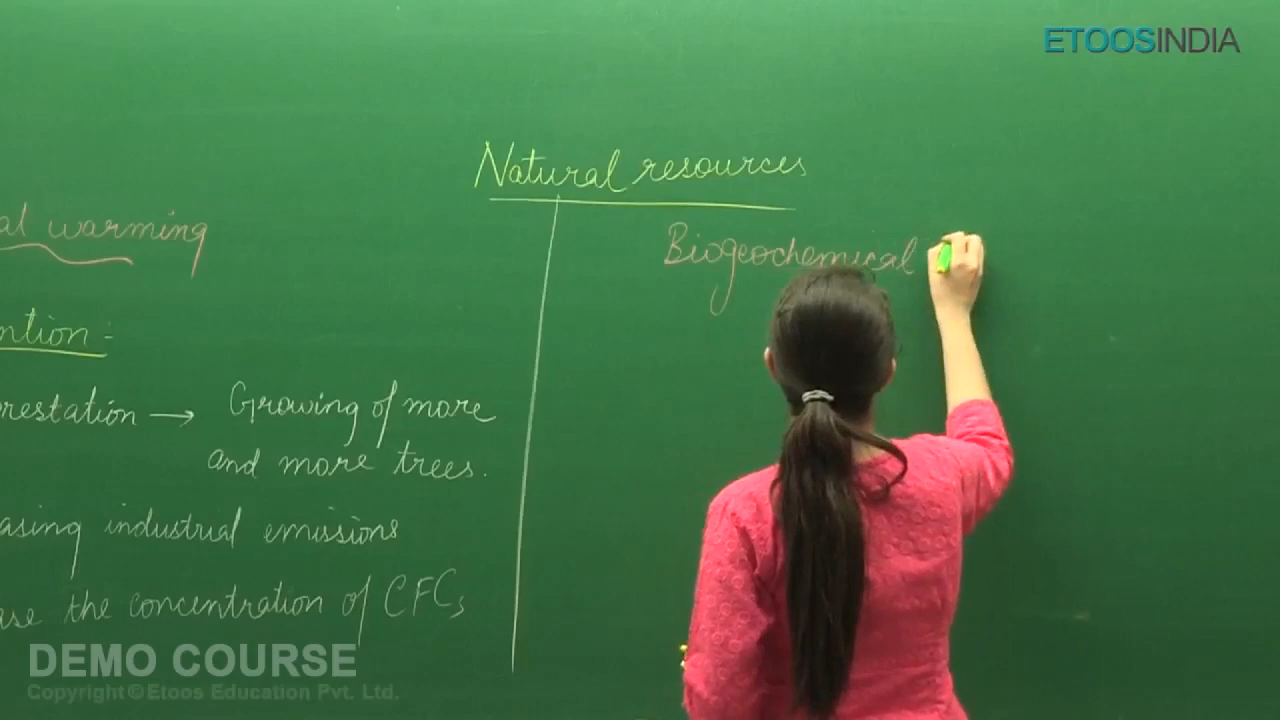 ETOOSINDIA
Natural resources
al warming
ntion :-
restation → Growing of more
and more trees.
asing industrial emissions
ase the concentration of CFCs
Biogeochemical
DEMO COURSE
Copyright©Etoos Education Pvt. Ltd.